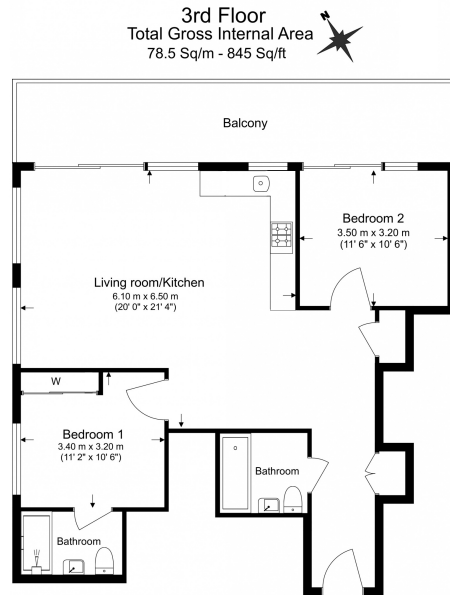 3rd Floor
Total Gross Internal Area
78.5 Sq/m - 845 Sq/ft
N
Balcony
Bedroom 2
3.50 m x 3.20 m
(11' 6" x 10' 6")
Living room/Kitchen
6.10 m x 6.50 m
(20' 0" x 21' 4")
W
Bedroom 1
3.40 m x 3.20 m
(11' 2" x 10' 6")
Bathroom
Bathroom